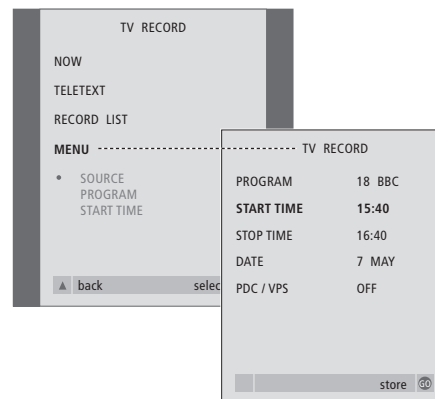 TV RECORD
NOW
TELETEXT
RECORD LIST
MENU
• SOURCE
PROGRAM
START TIME
▲ back selec
TV RECORD
PROGRAM 18 BBC
START TIME 15:40
STOP TIME 16:40
DATE 7 MAY
PDC / VPS OFF
store GO